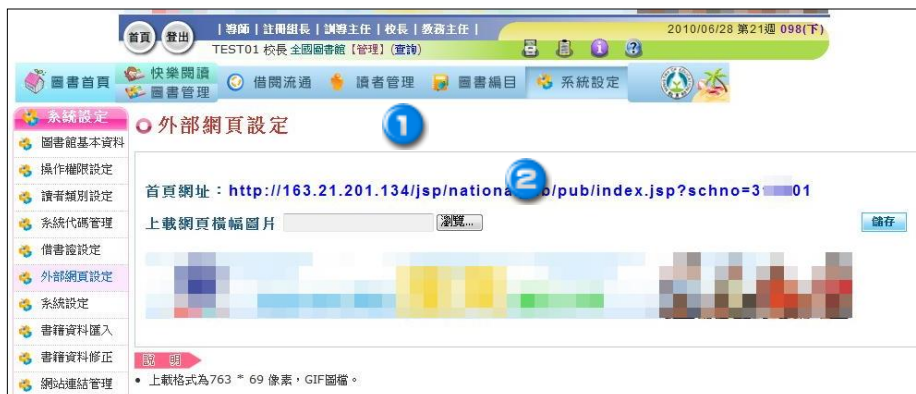 首頁 登出 | 導師 | 註冊組長 | 訓導主任 | 校長 | 教務主任 | 2010/06/28 第21週 098(下)
TEST01 校長 全國圖書館【管理】(查詢)
圖書首頁 快樂閱讀 圖書管理 借閱流通 讀者管理 圖書編目 系統設定
系統設定
圖書館基本資料
操作權限設定
讀者類別設定
系統代碼管理
借書證設定
外部網頁設定
系統設定
書籍資料匯入
書籍資料修正
網站連結管理
外部網頁設定 1
2
首頁網址:http://163.21.201.134/jsp/nationa b/pub/index.jsp?schno=3 01
上載網頁橫幅圖片 瀏覽... 儲存
說 明
• 上載格式為763 * 69 像素,GIF圖檔。